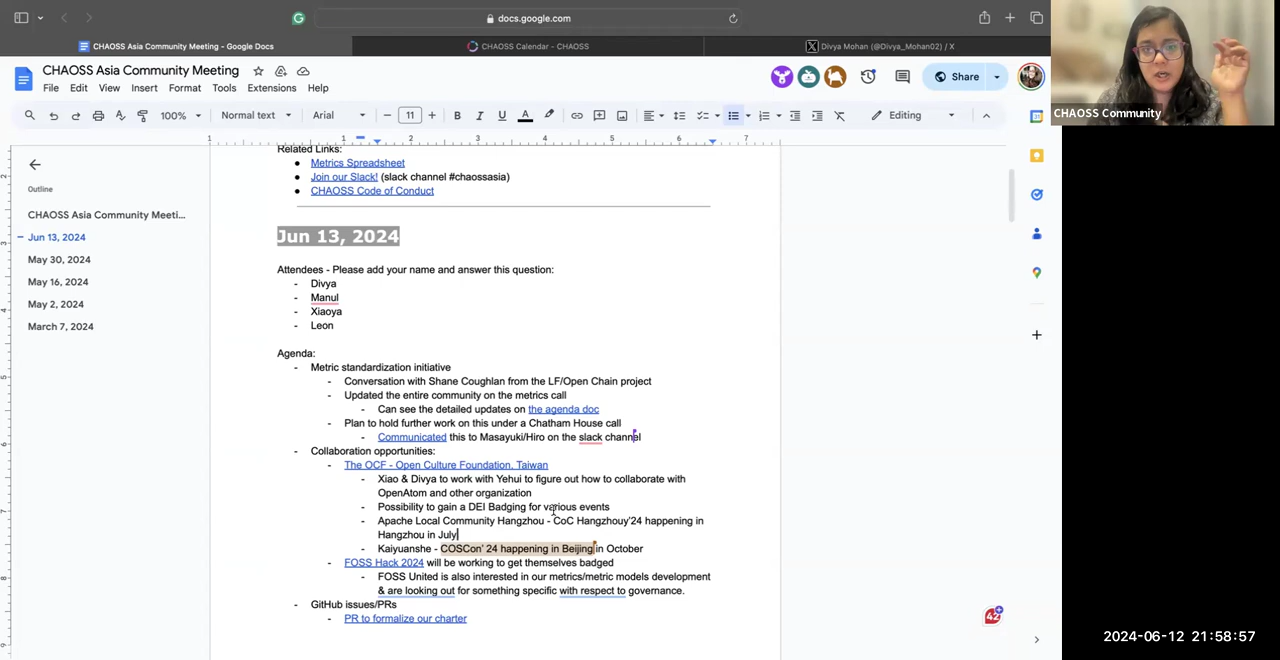 docs.google.com
CHAOSS Asia Community Meeting - Google Docs
CHAOSS Calendar - CHAOSS
Divya Mohan (@Divya_Mohan02) / X
CHAOSS Asia Community Meeting
File Edit View Insert Format Tools Extensions Help
Share
100% Normal text Arial 11 Editing
CHAOSS Community
1 1 2 3 4 5 6 7
Outline
CHAOSS Asia Community Meeti...
Jun 13, 2024
May 30, 2024
May 16, 2024
May 2, 2024
March 7, 2024
Related Links:
Metrics Spreadsheet
Join our Slack! (slack channel #chaossasia)
CHAOSS Code of Conduct
Jun 13, 2024
Attendees - Please add your name and answer this question:
- Divya
- Manul
- Xiaoya
- Leon
Agenda:
- Metric standardization initiative
- Conversation with Shane Coughlan from the LF/Open Chain project
- Updated the entire community on the metrics call
- Can see the detailed updates on the agenda doc
- Plan to hold further work on this under a Chatham House call
- Communicated this to Masayuki/Hiro on the slack channel
- Collaboration opportunities:
- The OCF - Open Culture Foundation, Taiwan
- Xiao & Divya to work with Yehui to figure out how to collaborate with
OpenAtom and other organization
- Possibility to gain a DEI Badging for various events
- Apache Local Community Hangzhou - CoC Hangzhouy'24 happening in
Hangzhou in July
- Kaiyuanshe - COSCon' 24 happening in Beijing in October
- FOSS Hack 2024 will be working to get themselves badged
- FOSS United is also interested in our metrics/metric models development
& are looking out for something specific with respect to governance.
- GitHub issues/PRs
- PR to formalize our charter
42
2024-06-12 21:58:57